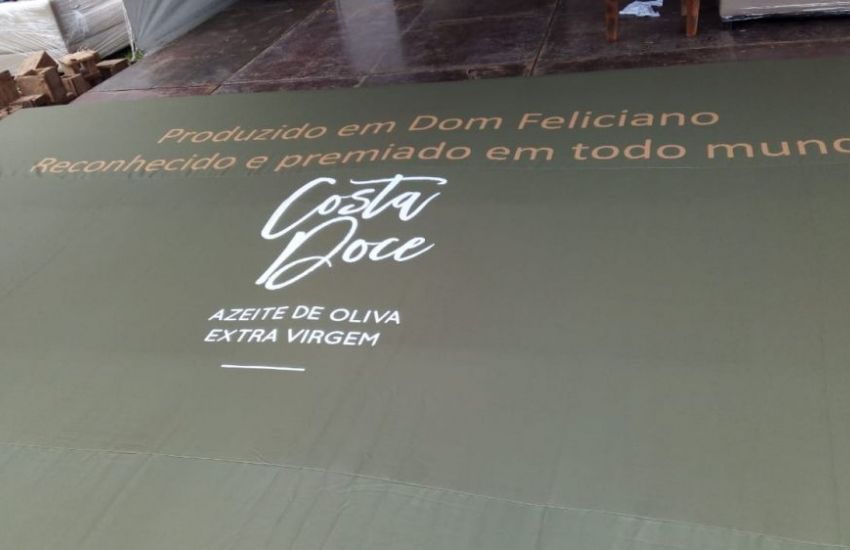 Produzido em Dom Feliciano
Reconhecido e premiado em todo mund
Costa
Doce
AZEITE DE OLIVA
EXTRA VIRGEM